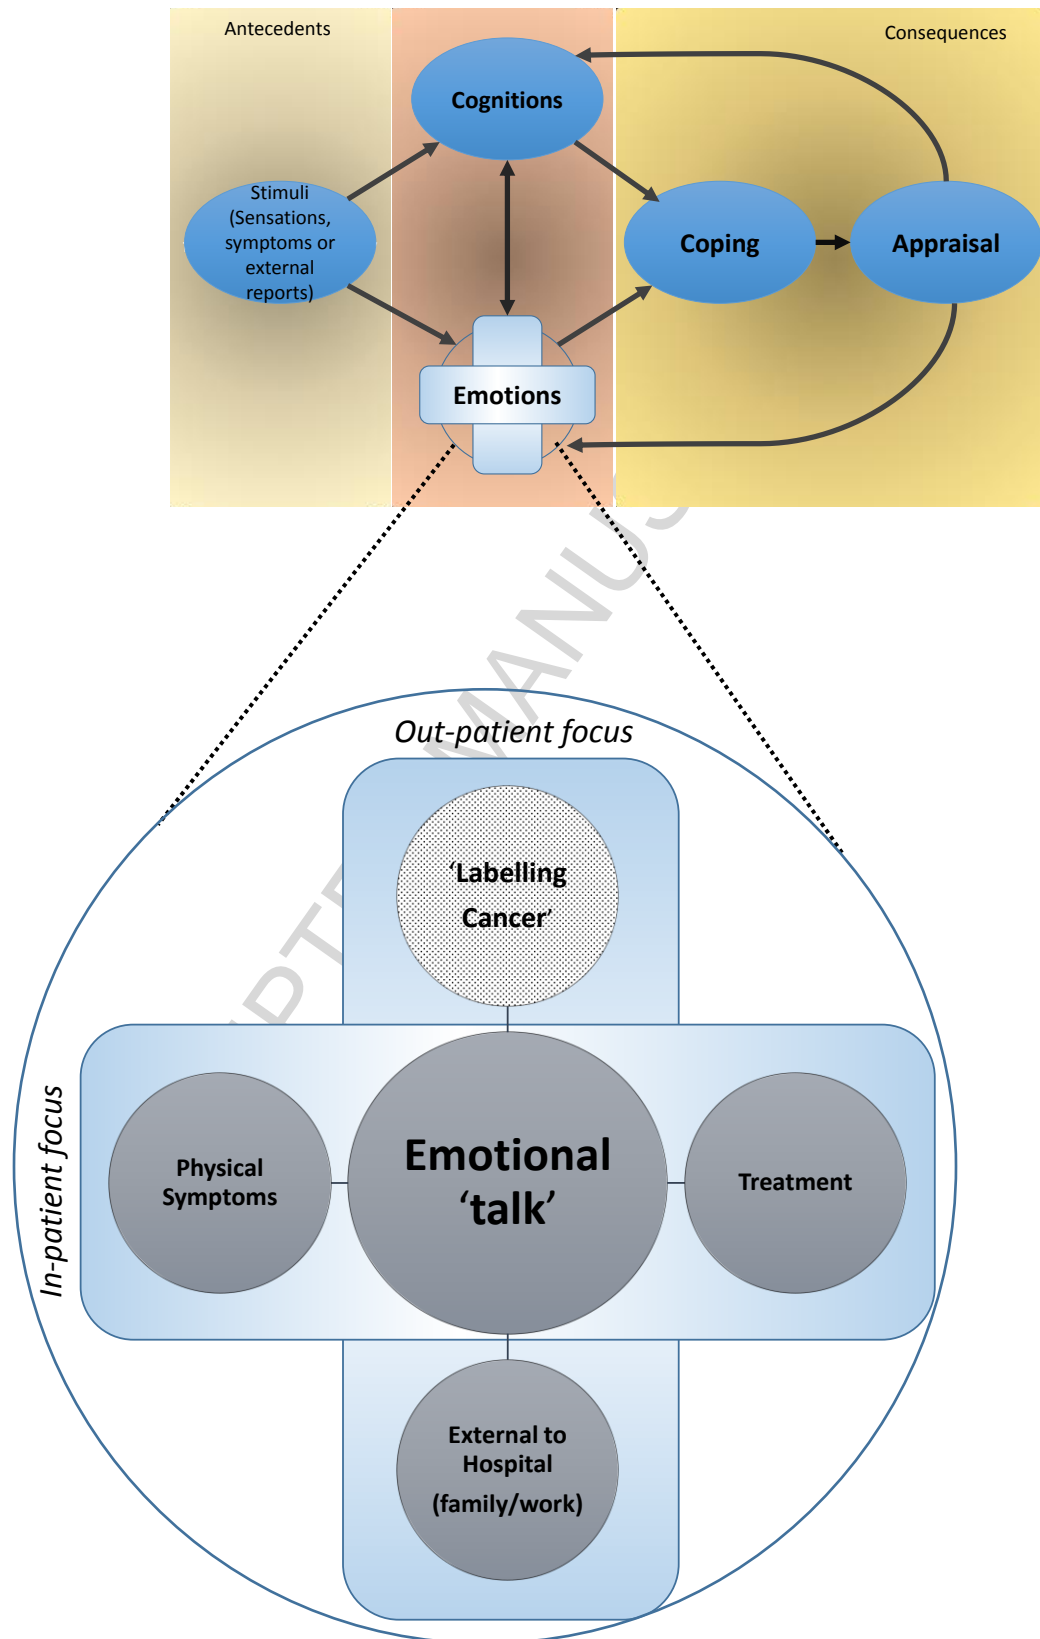 Antecedents
Consequences
Cognitions
Stimuli
(Sensations,
symptoms or
external
reports)
Coping
Appraisal
Emotions
Out-patient focus
‘Labelling
Cancer’
In-patient focus
Physical
Symptoms
Emotional
‘talk’
Treatment
External to
Hospital
(family/work)